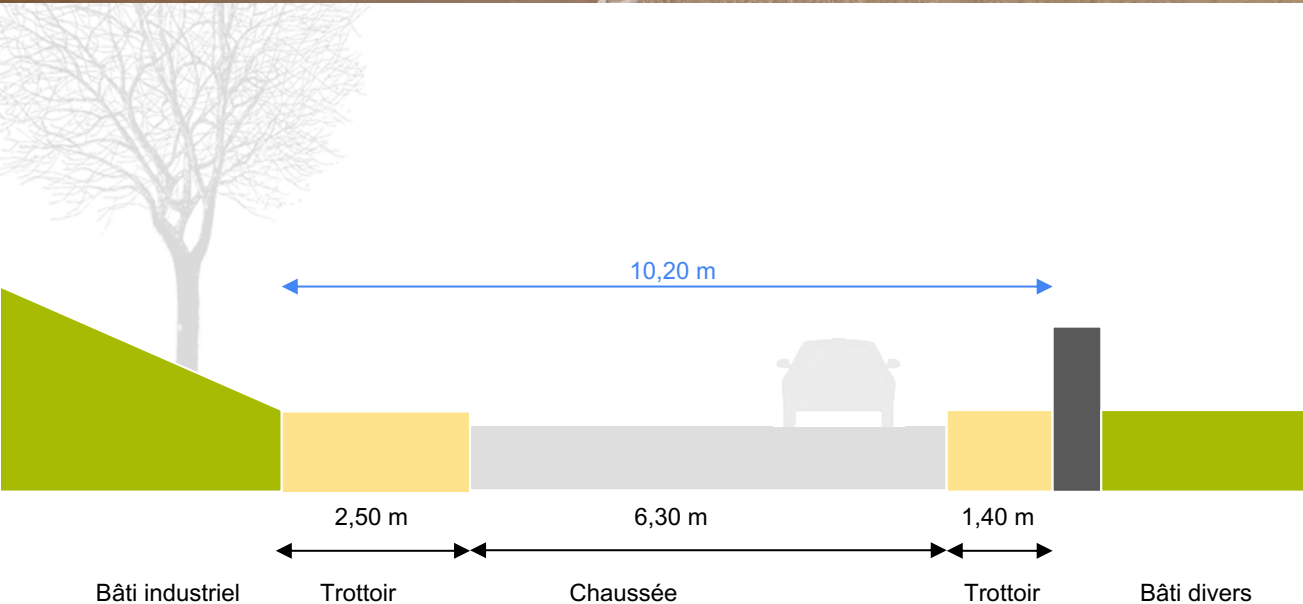 10,20 m
2,50 m 6,30 m 1,40 m
Bâti industriel Trottoir Chaussée Trottoir Bâti divers